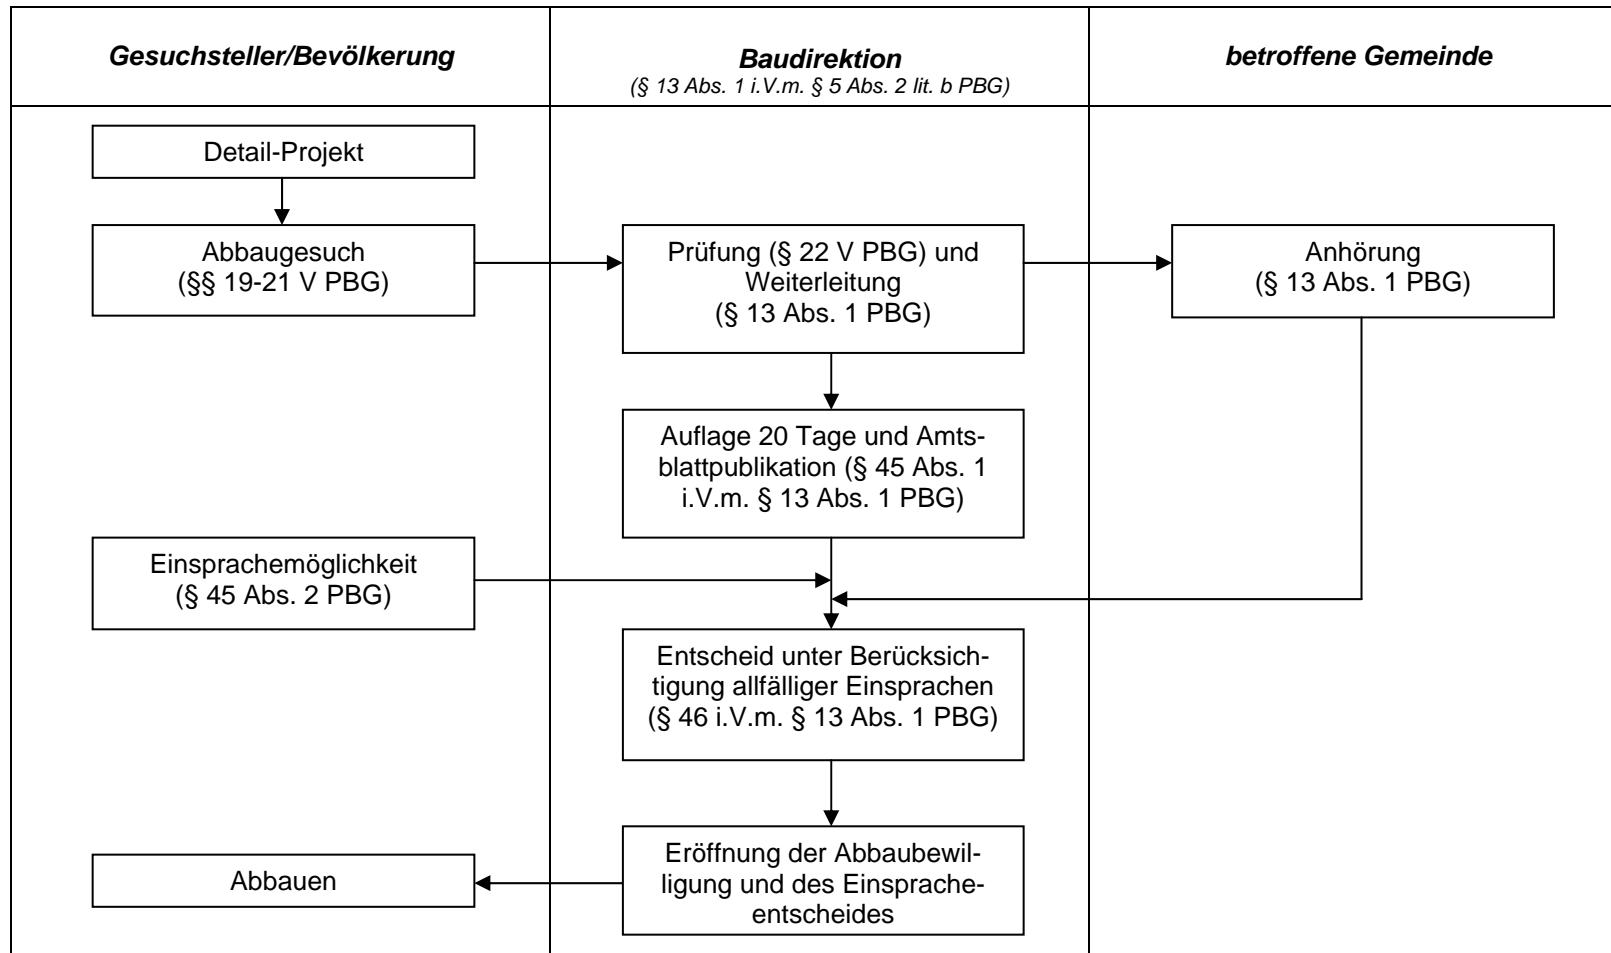 Gesuchsteller/Bevölkerung
Baudirektion
(§ 13 Abs. 1 i.V.m. § 5 Abs. 2 lit. b PBG)
betroffene Gemeinde
Detail-Projekt
Abbaugesuch
(§§ 19-21 V PBG)
Prüfung (§ 22 V PBG) und
Weiterleitung
(§ 13 Abs. 1 PBG)
Anhörung
(§ 13 Abs. 1 PBG)
Auflage 20 Tage und Amts-
blattpublikation (§ 45 Abs. 1
i.V.m. § 13 Abs. 1 PBG)
Einsprachemöglichkeit
(§ 45 Abs. 2 PBG)
Entscheid unter Berücksich-
tigung allfälliger Einsprachen
(§ 46 i.V.m. § 13 Abs. 1 PBG)
Eröffnung der Abbaubewil-
ligung und des Einsprache-
entscheides
Abbauen